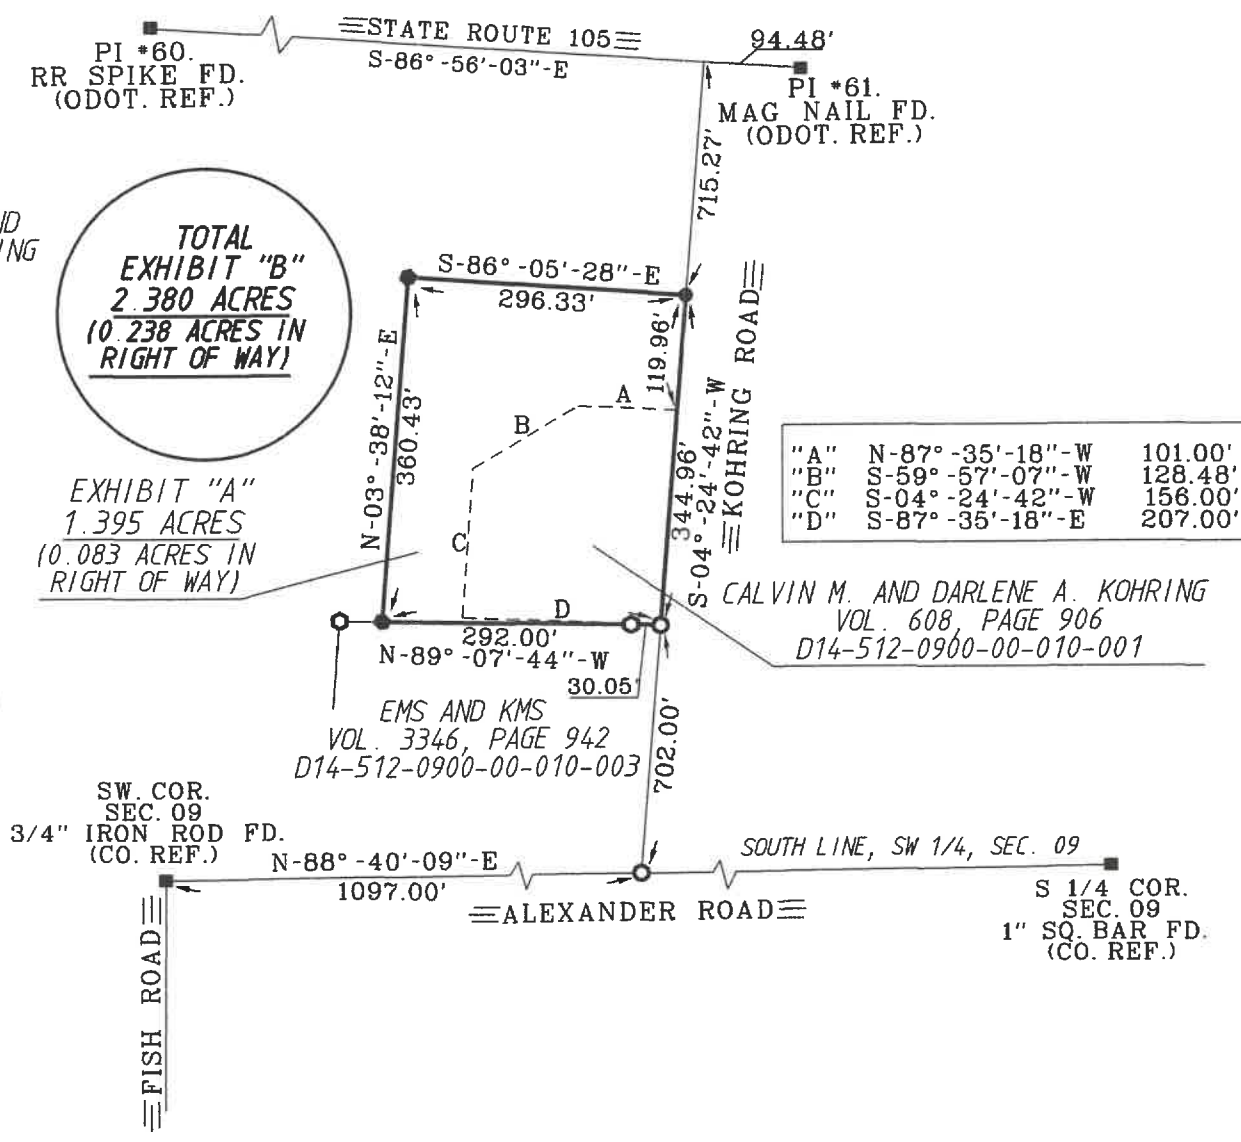 STATE ROUTE 105
S-86°-56'-03"-E
94.48'
PI *60.
RR SPIKE FD.
(ODOT. REF.)
PI *61.
MAG NAIL FD.
(ODOT. REF.)
715.27'
TOTAL
EXHIBIT "B"
2.380 ACRES
(0.238 ACRES IN
RIGHT OF WAY)
S-86°-05'-28"-E
296.33'
N-03°-38'-12"-E
360.43'
119.96'
344.96'
S-04°-24'-42"-W
KOHRING ROAD
A
B
C
D
"A" N-87°-35'-18"-W 101.00'
"B" S-59°-57'-07"-W 128.48'
"C" S-04°-24'-42"-W 156.00'
"D" S-87°-35'-18"-E 207.00'
EXHIBIT "A"
1.395 ACRES
(0.083 ACRES IN
RIGHT OF WAY)
CALVIN M. AND DARLENE A. KOHRING
VOL. 608, PAGE 906
D14-512-0900-00-010-001
292.00'
N-89°-07'-44"-W
30.05'
EMS AND KMS
VOL. 3346, PAGE 942
D14-512-0900-00-010-003
702.00'
SW. COR.
SEC. 09
3/4" IRON ROD FD.
(CO. REF.)
N-88°-40'-09"-E
1097.00'
SOUTH LINE, SW 1/4, SEC. 09
ALEXANDER ROAD
S 1/4 COR.
SEC. 09
1" SQ. BAR FD.
(CO. REF.)
FISH ROAD